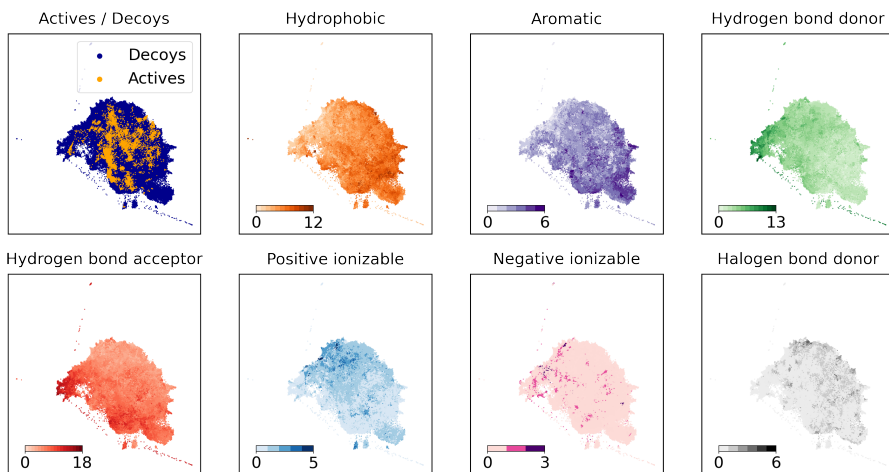 Actives / Decoys
Hydrophobic
Aromatic
Hydrogen bond donor
Decoys
Actives
0 12
0 6
0 13
Hydrogen bond acceptor
Positive ionizable
Negative ionizable
Halogen bond donor
0 18
0 5
0 3
0 6